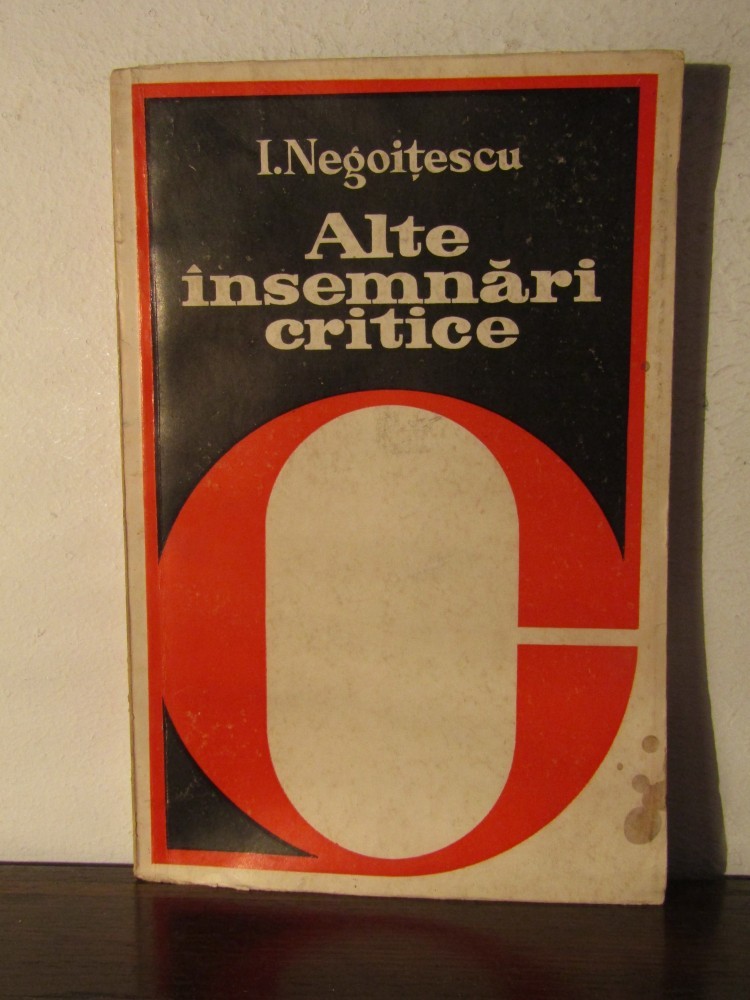 I.Negoițescu
Alte
însemnări
critice